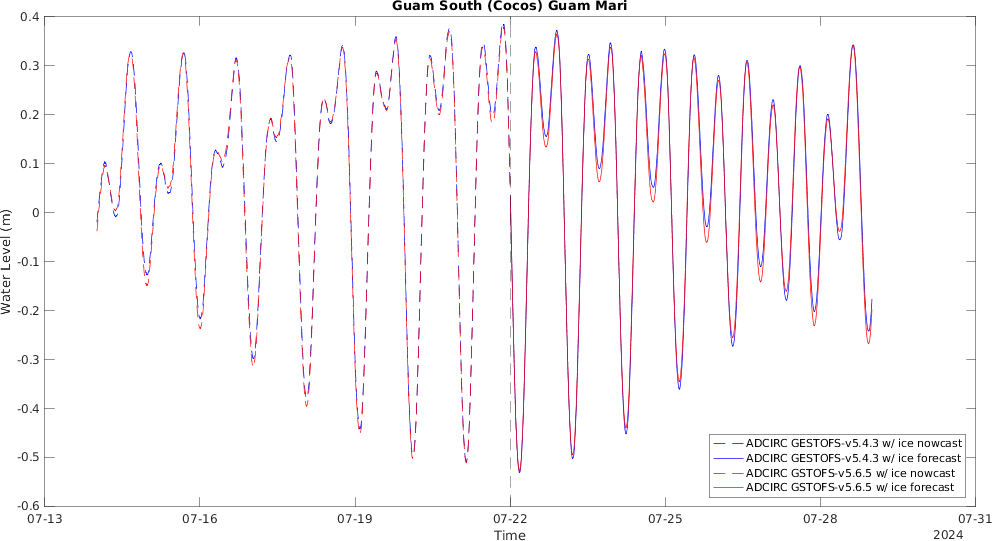 Guam South (Cocos) Guam Mari
0.4
0.3
0.2
0.1
0
-0.1
-0.2
-0.3
-0.4
-0.5
-0.6
Water Level (m)
07-13
07-16
07-19
07-22
07-25
07-28
07-31
Time
2024
ADCIRC GESTOFS-v5.4.3 w/ ice nowcast
ADCIRC GESTOFS-v5.4.3 w/ ice forecast
ADCIRC GSTOFS-v5.6.5 w/ ice nowcast
ADCIRC GSTOFS-v5.6.5 w/ ice forecast